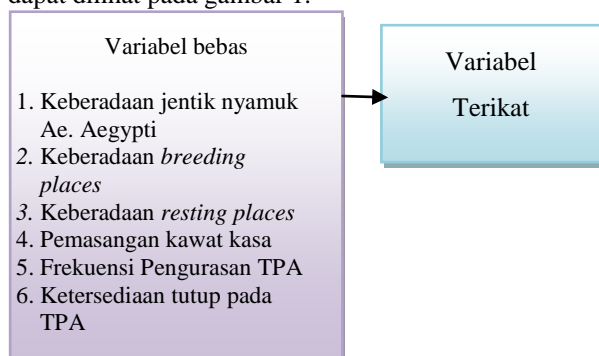 dapat dilihat pada gambar 1.
Variabel bebas
1. Keberadaan jentik nyamuk
Ae. Aegypti
2. Keberadaan breeding
places
3. Keberadaan resting places
4. Pemasangan kawat kasa
5. Frekuensi Pengurasan TPA
6. Ketersediaan tutup pada
TPA
Variabel
Terikat